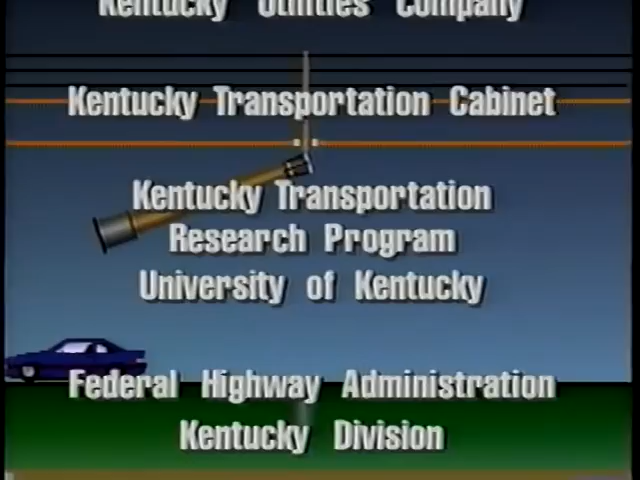 Kentucky Utilities Company
Kentucky Transportation Cabinet
Kentucky Transportation
Research Program
University of Kentucky
Federal Highway Administration
Kentucky Division